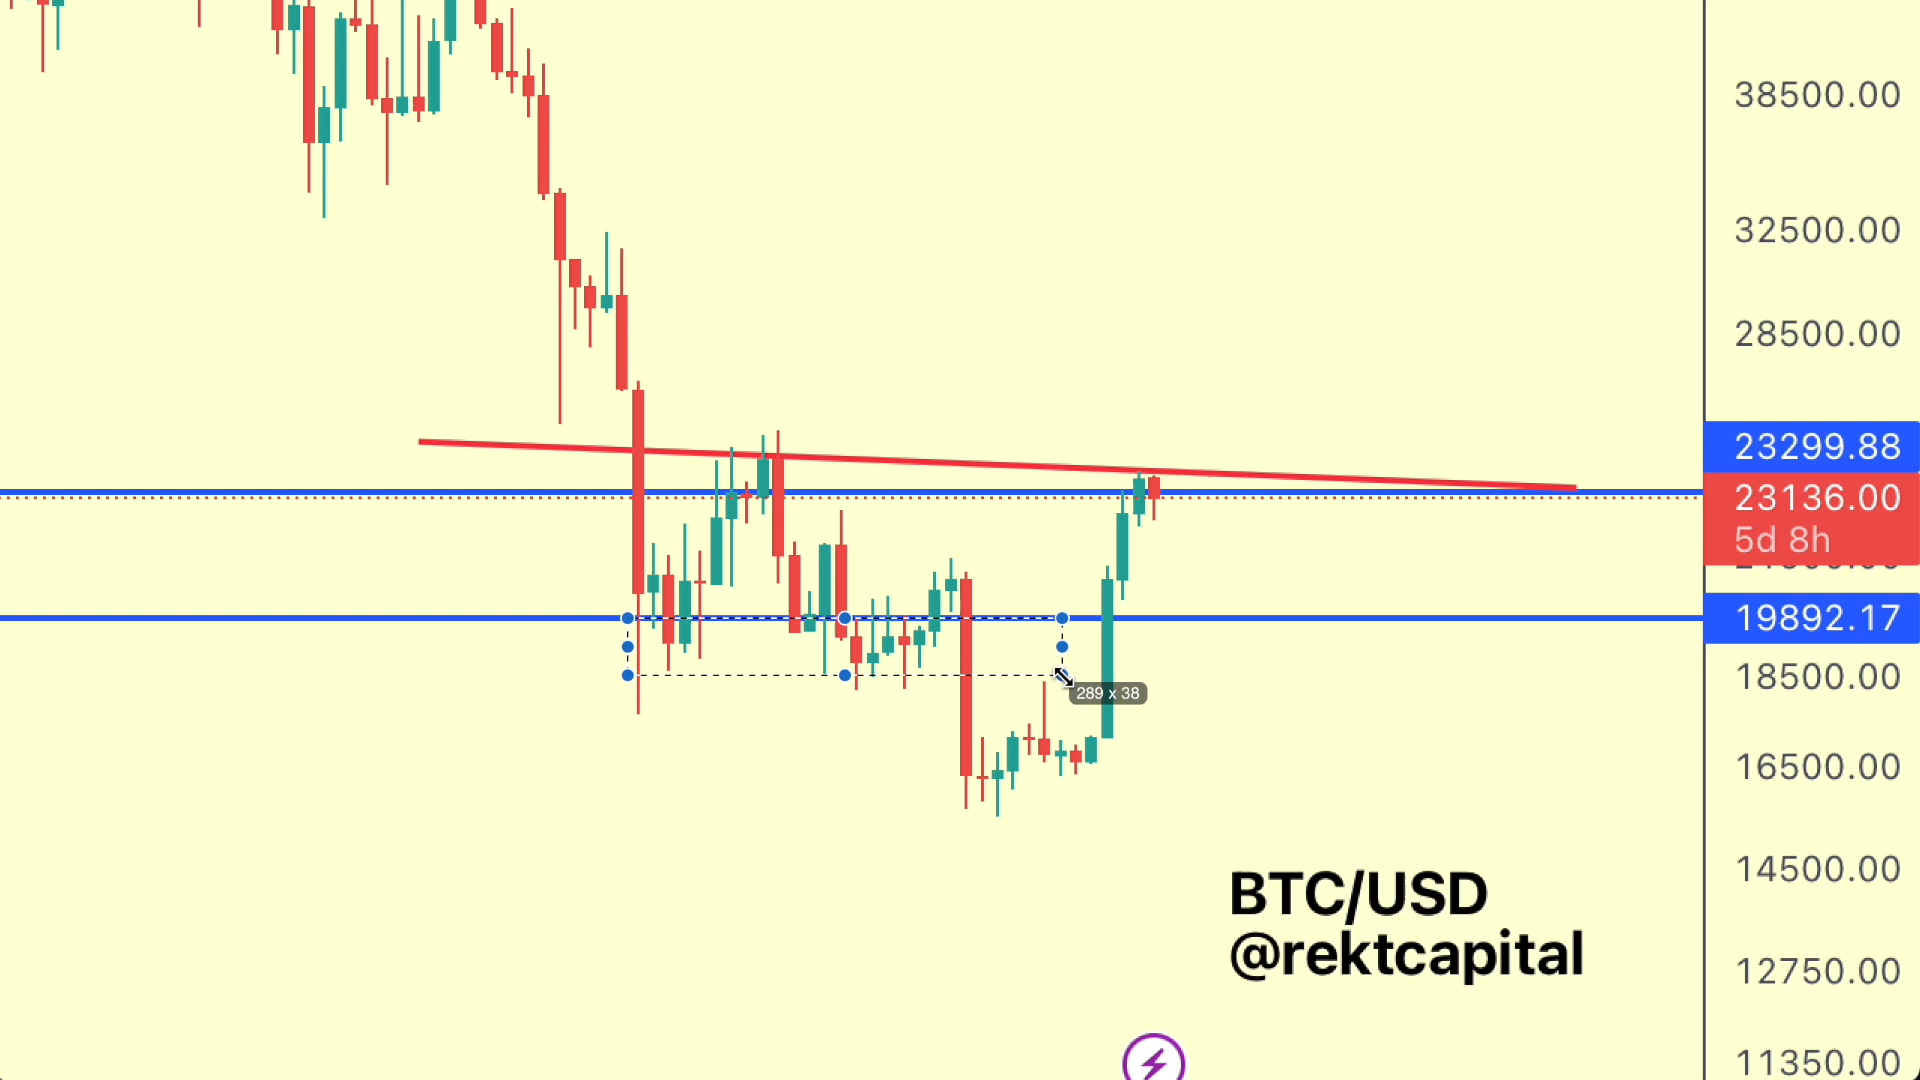 38500.00
32500.00
28500.00
23299.88
23136.00
5d 8h
19892.17
18500.00
289 x 38
16500.00
14500.00
BTC/USD
@rektcapital
12750.00
11350.00